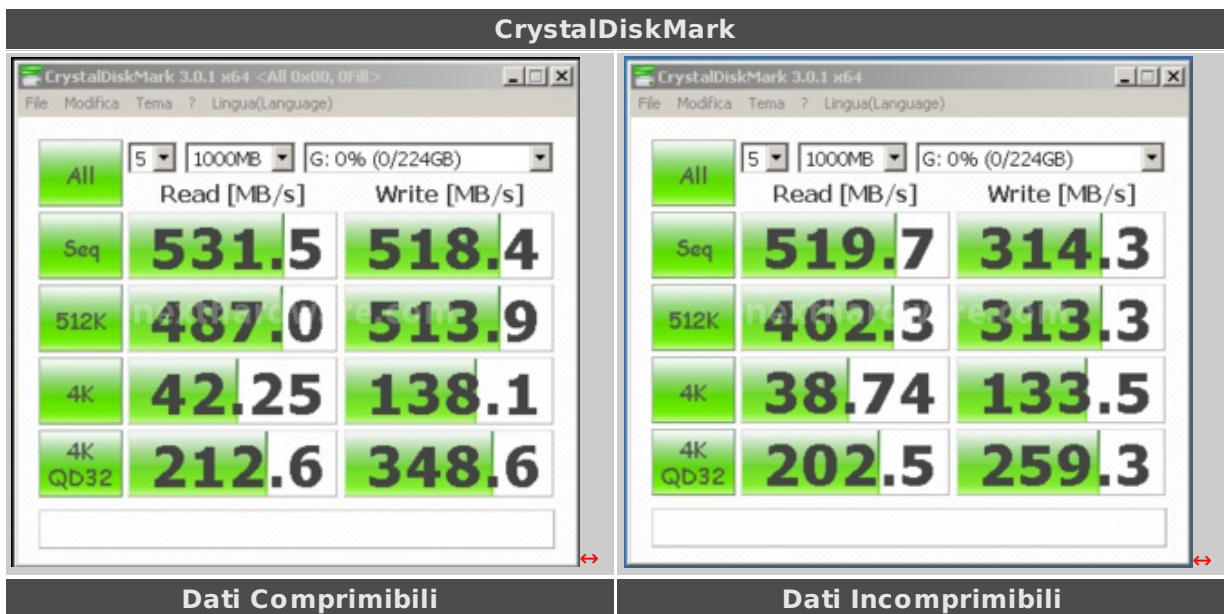 CrystalDiskMark
CrystalDiskMark 3.0.1 x64 <All 0x00, 0Fill>
File Modifica Tema ? Lingua(Language)
All 5 1000MB G: 0% (0/224GB)
Read [MB/s] Write [MB/s]
Seq 531.5 518.4
512K 487.0 513.9
4K 42.25 138.1
4K QD32 212.6 348.6
nexthardware.com
Dati Comprimibili
CrystalDiskMark 3.0.1 x64
File Modifica Tema ? Lingua(Language)
All 5 1000MB G: 0% (0/224GB)
Read [MB/s] Write [MB/s]
Seq 519.7 314.3
512K 462.3 313.3
4K 38.74 133.5
4K QD32 202.5 259.3
nexthardware.com
Dati Incomprimibili